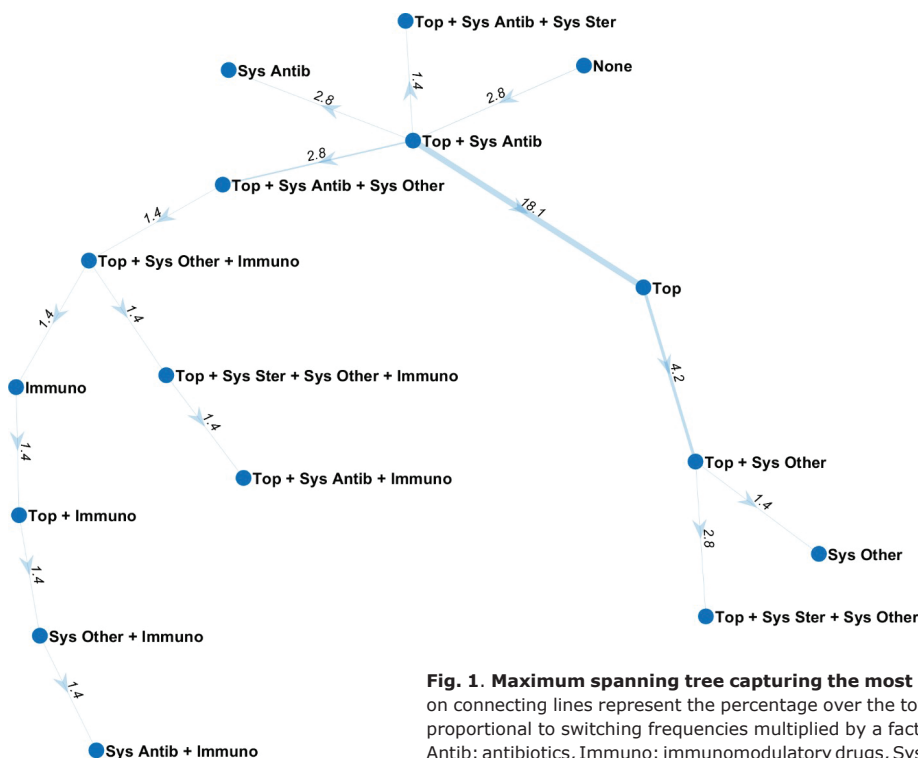 Top + Sys Antib + Sys Ster
Sys Antib
None
1.4
2.8
2.8
Top + Sys Antib
2.8
Top + Sys Antib + Sys Other
18.1
1.4
Top + Sys Other + Immuno
Top
1.4
1.4
4.2
Top + Sys Ster + Sys Other + Immuno
Immuno
1.4
1.4
Top + Sys Other
Top + Sys Antib + Immuno
1.4
Top + Immuno
2.8
Sys Other
1.4
Top + Sys Ster + Sys Other
Sys Other + Immuno
1.4
Sys Antib + Immuno
Fig. 1. Maximum spanning tree capturing the most
on connecting lines represent the percentage over the to
proportional to switching frequencies multiplied by a fact
Antib: antibiotics, Immuno: immunomodulatory drugs, Sys